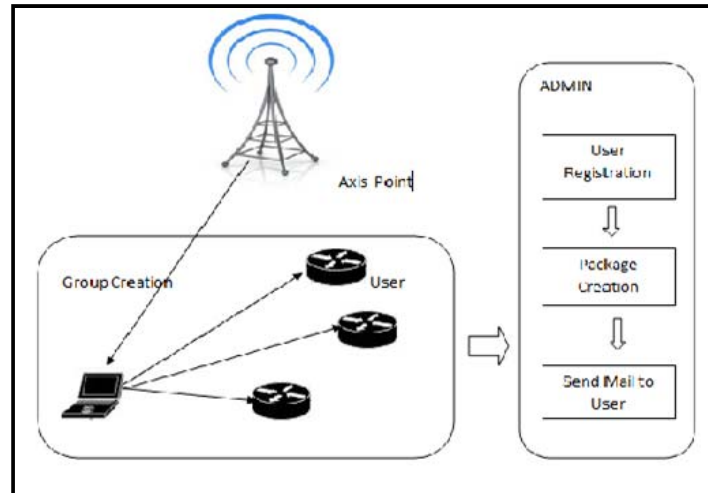 ADMIN
User
Registration
Axis Point
Package
Creation
Group Creation
User
Send Mail to
User